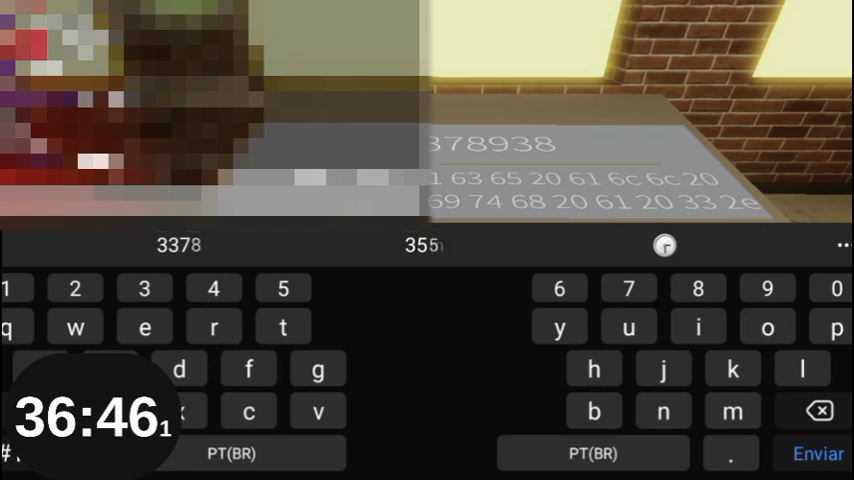 378938
1 63 65 20 61 6c 6c 20
69 74 68 20 61 20 33 2e
3378 355
1 2 3 4 5 6 7 8 9 0
q w e r t y u i o p
d f g h j k l
x c v b n m
PT(BR) PT(BR) . Enviar
36:461